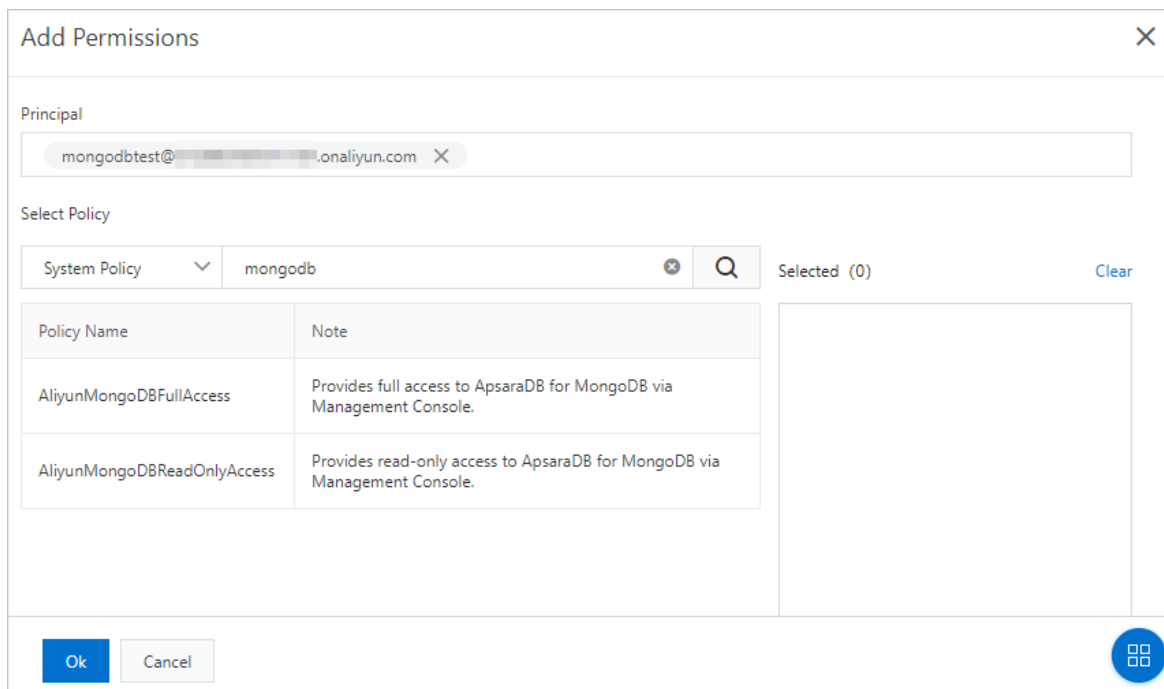 Add Permissions
Principal
mongodbtest@ .onaliyun.com
Select Policy
System Policy
mongodb
Selected (0)
Clear
Policy Name
Note
AliyunMongoDBFullAccess
Provides full access to ApsaraDB for MongoDB via
Management Console.
AliyunMongoDBReadOnlyAccess
Provides read-only access to ApsaraDB for MongoDB via
Management Console.
Ok
Cancel